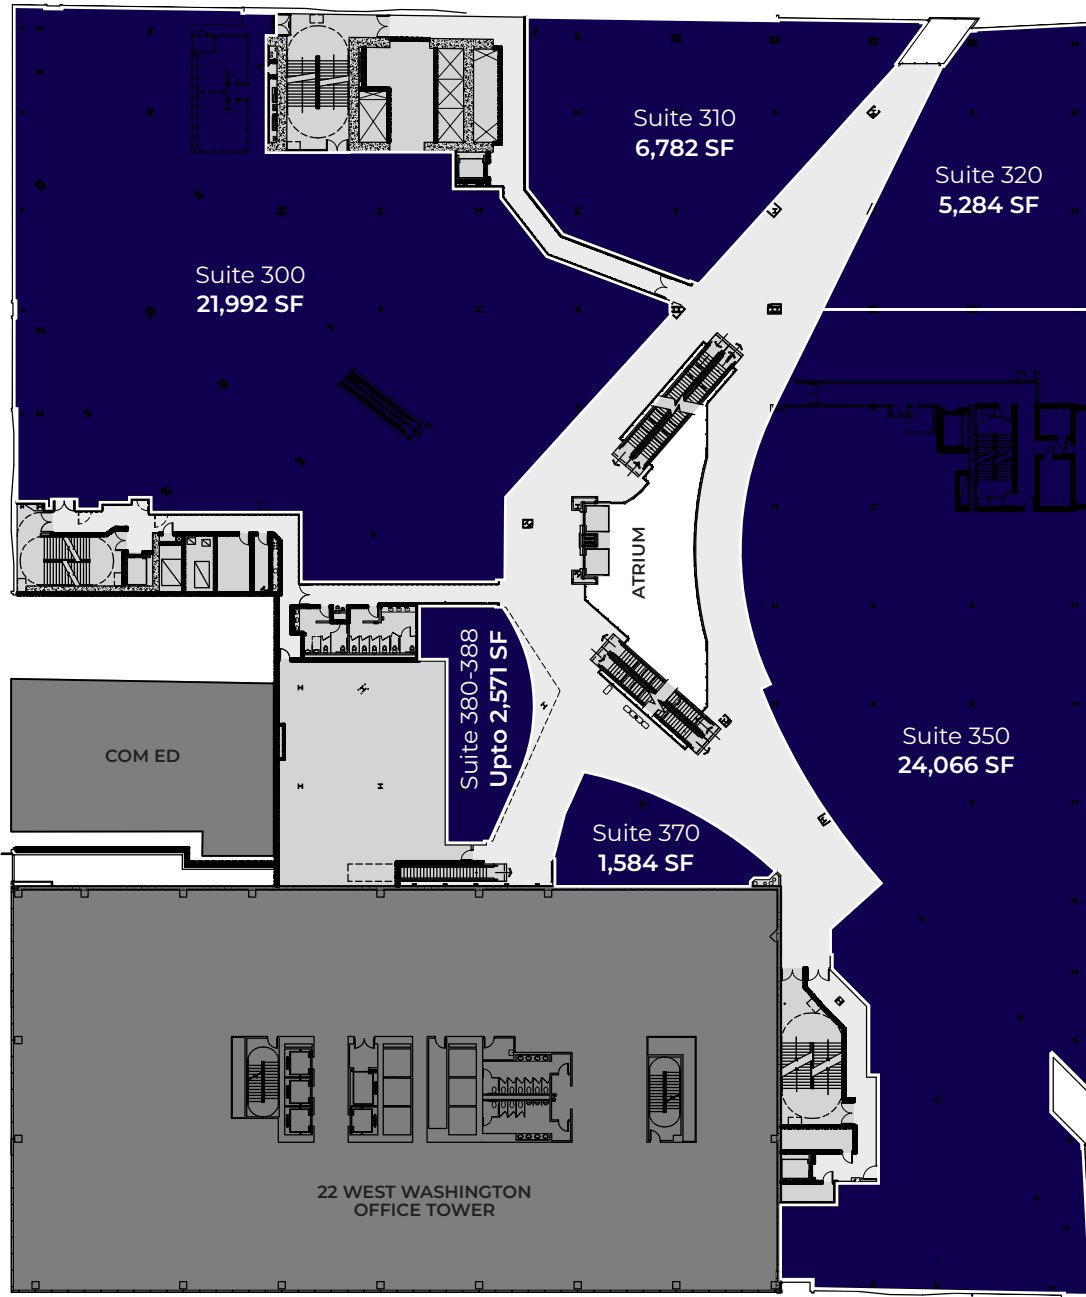 Suite 310
6,782 SF
Suite 320
5,284 SF
Suite 300
21,992 SF
ATRIUM
Suite 380-388
Upto 2,571 SF
Suite 350
24,066 SF
COM ED
Suite 370
1,584 SF
22 WEST WASHINGTON
OFFICE TOWER